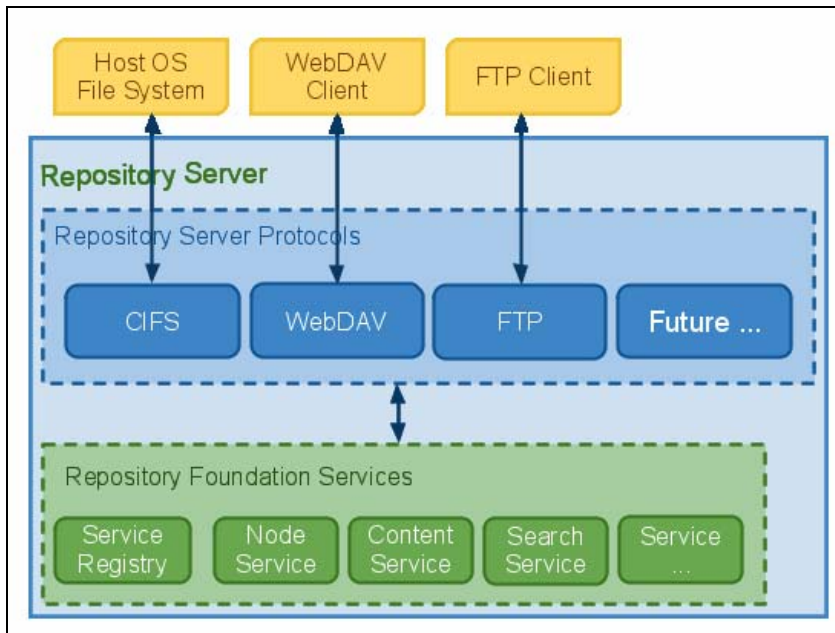 Host OS
File System
WebDAV
Client
FTP Client
Repository Server
Repository Server Protocols
CIFS
WebDAV
FTP
Future ...
Repository Foundation Services
Service
Registry
Node
Service
Content
Service
Search
Service
Service
...